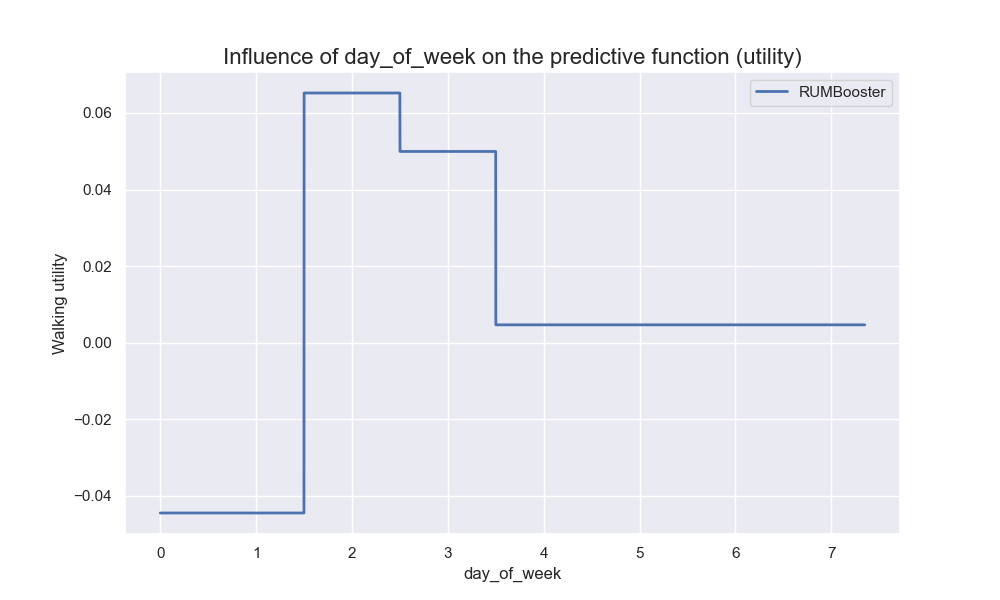 Influence of day_of_week on the predictive function (utility)
RUMBooster
0.06
0.04
0.02
0.00
−0.02
−0.04
Walking utility
0 1 2 3 4 5 6 7
day_of_week